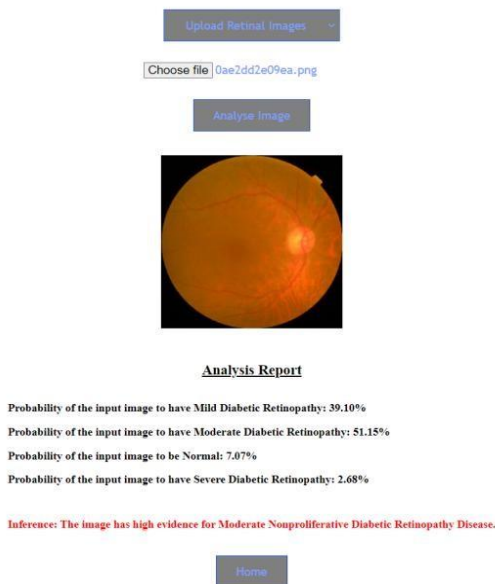 Upload Retinal Images
Choose file 0ae2dd2e09ea.png
Analyse Image
Analysis Report
Probability of the input image to have Mild Diabetic Retinopathy: 39.10%
Probability of the input image to have Moderate Diabetic Retinopathy: 51.15%
Probability of the input image to be Normal: 7.07%
Probability of the input image to have Severe Diabetic Retinopathy: 2.68%
Inference: The image has high evidence for Moderate Nonproliferative Diabetic Retinopathy Disease.
Home